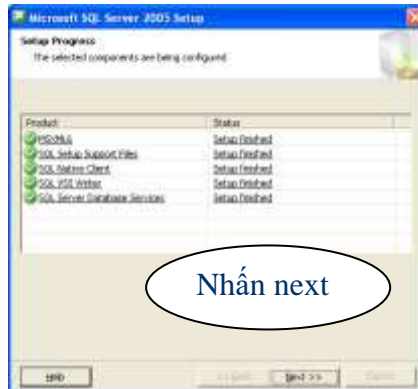 Microsoft SQL Server 2005 Setup
Setup Progress
The selected components are being configured
Product Status
MSXML6 Setup finished
SQL Setup Support Files Setup finished
SQL Native Client Setup finished
SQL VSS Writer Setup finished
SQL Server Database Services Setup finished
Nhấn next
Help Next >>